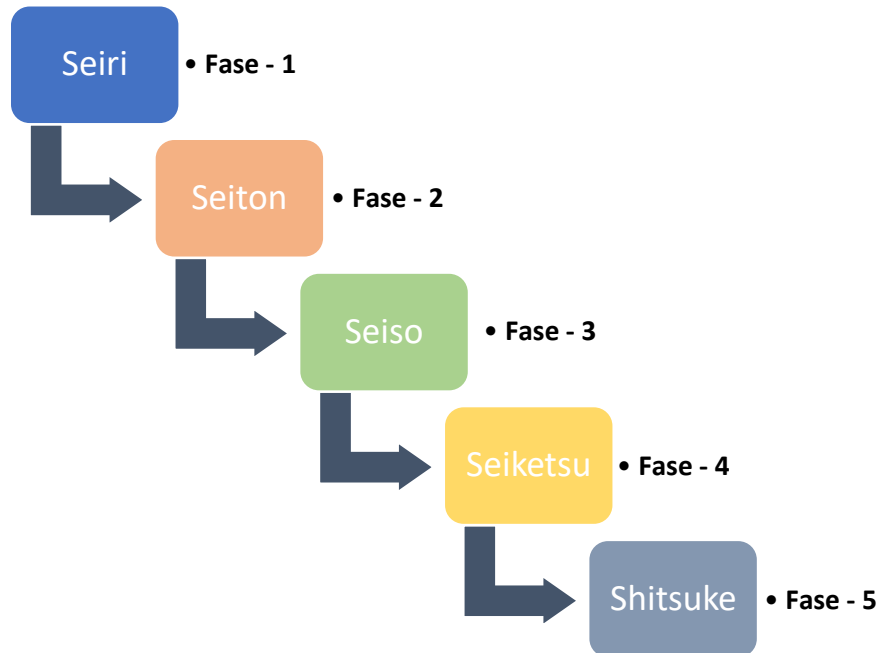 Seiri
• Fase - 1
Seiton
• Fase - 2
Seiso
• Fase - 3
Seiketsu
• Fase - 4
Shitsuke
• Fase - 5